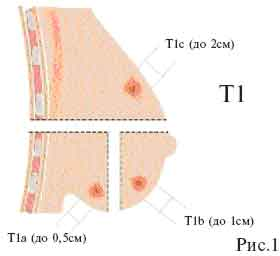 T1c (до 2см)
T1
T1a (до 0,5см)
T1b (до 1см)
Рис.1